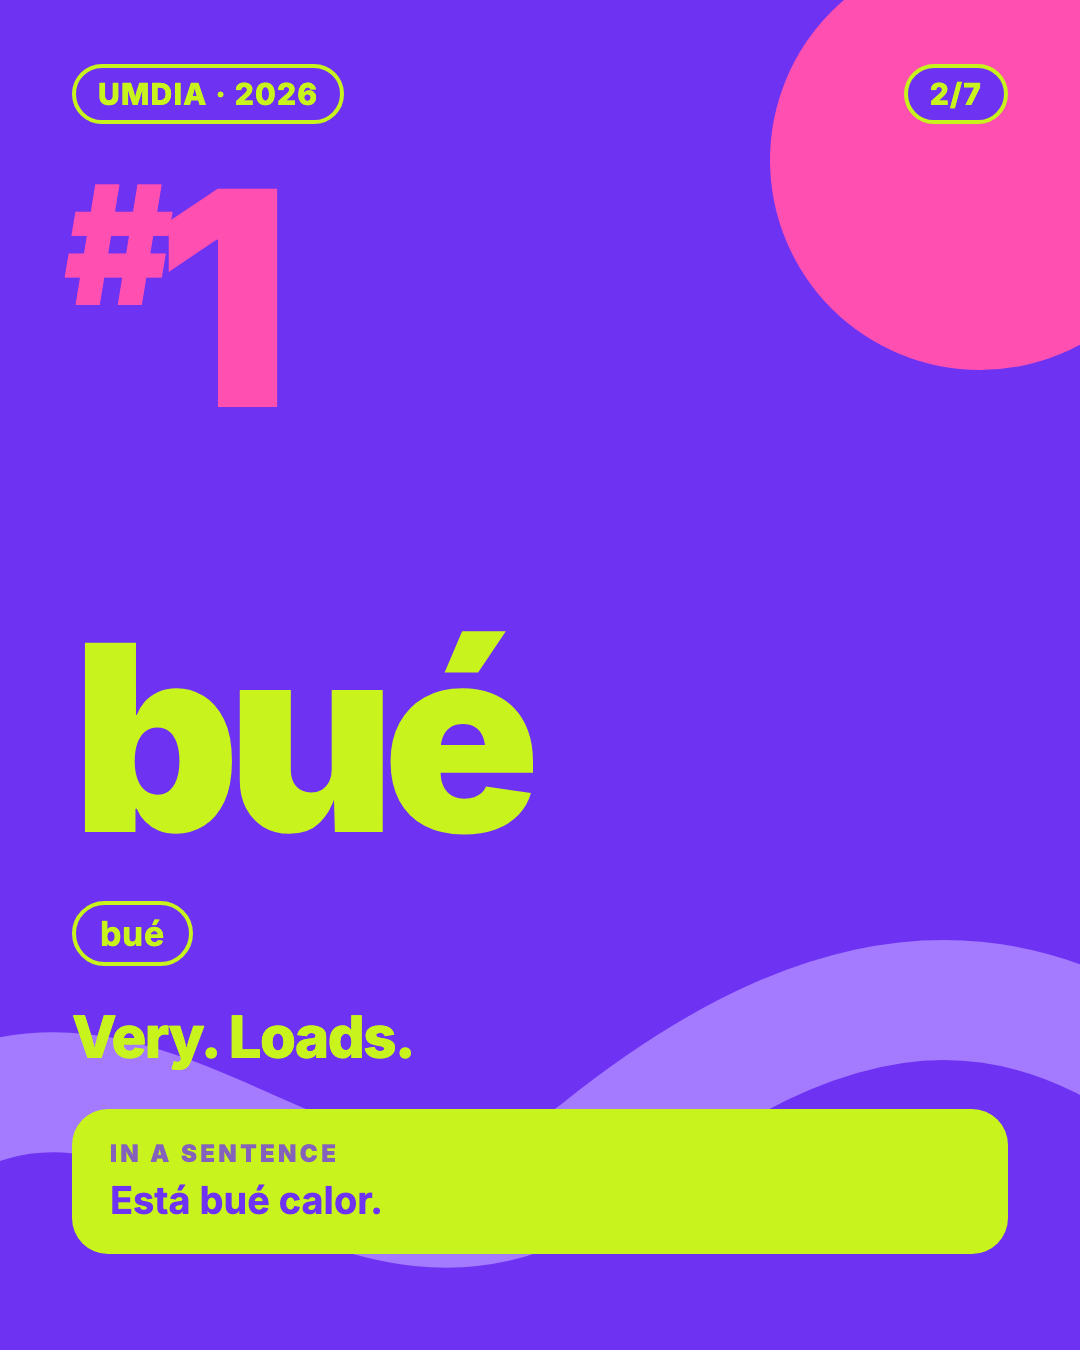 UMDIA · 2026
2/7
#1
bué
bué
Very. Loads.
IN A SENTENCE
Está bué calor.